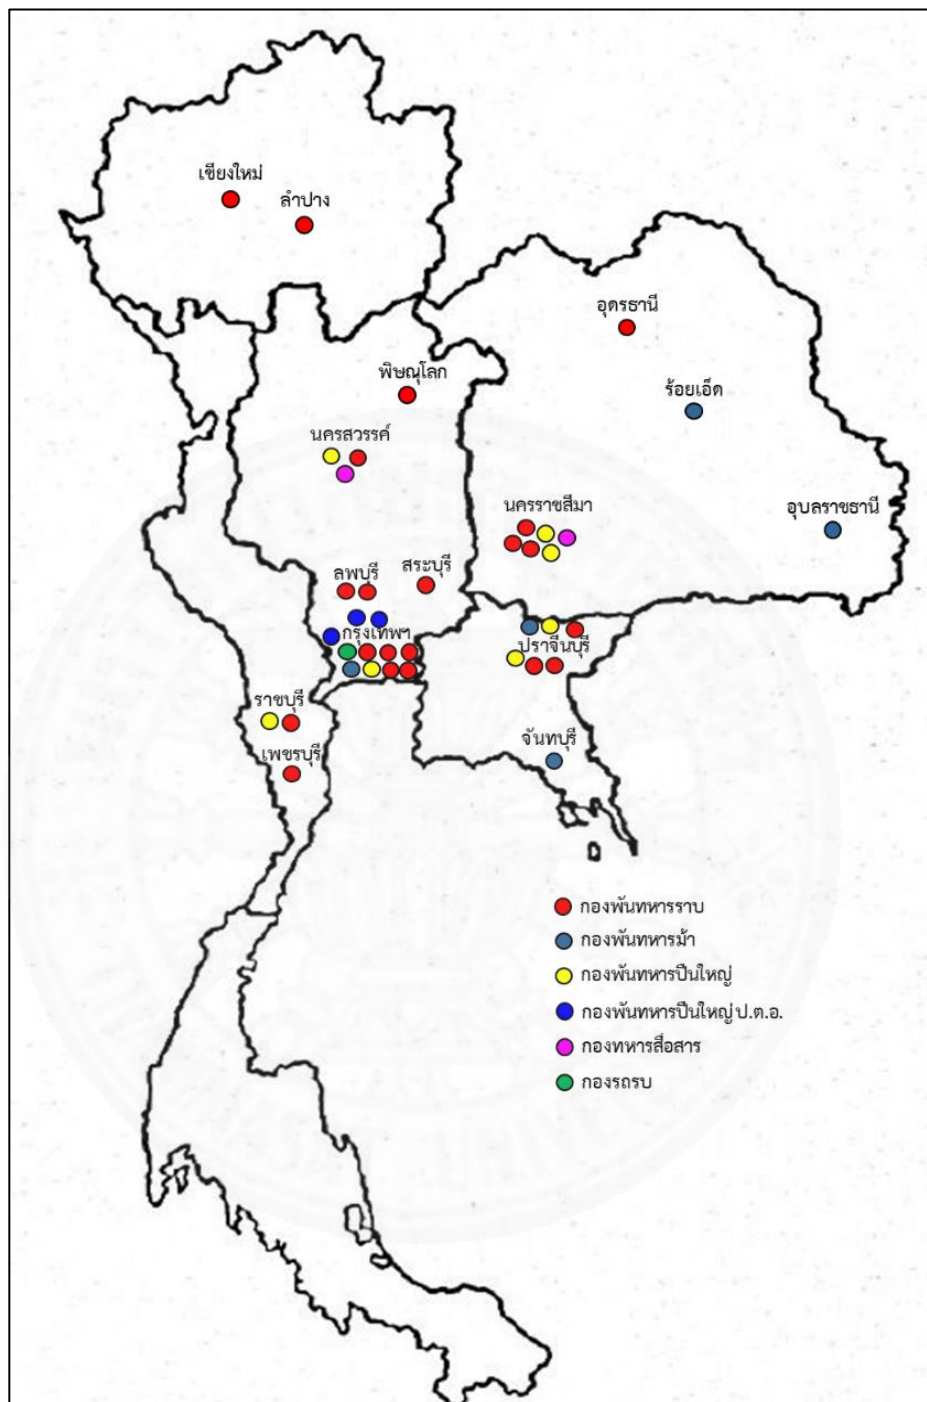 เชียงใหม่
ลำปาง
อุดรธานี
พิษณุโลก
ร้อยเอ็ด
นครสวรรค์
นครราชสีมา
อุบลราชธานี
ลพบุรี
สระบุรี
กรุงเทพฯ
ปราจีนบุรี
ราชบุรี
จันทบุรี
เพชรบุรี
กองพันทหารราบ
กองพันทหารม้า
กองพันทหารปืนใหญ่
กองพันทหารปืนใหญ่ ป.ต.อ.
กองทหารสื่อสาร
กองรถรบ